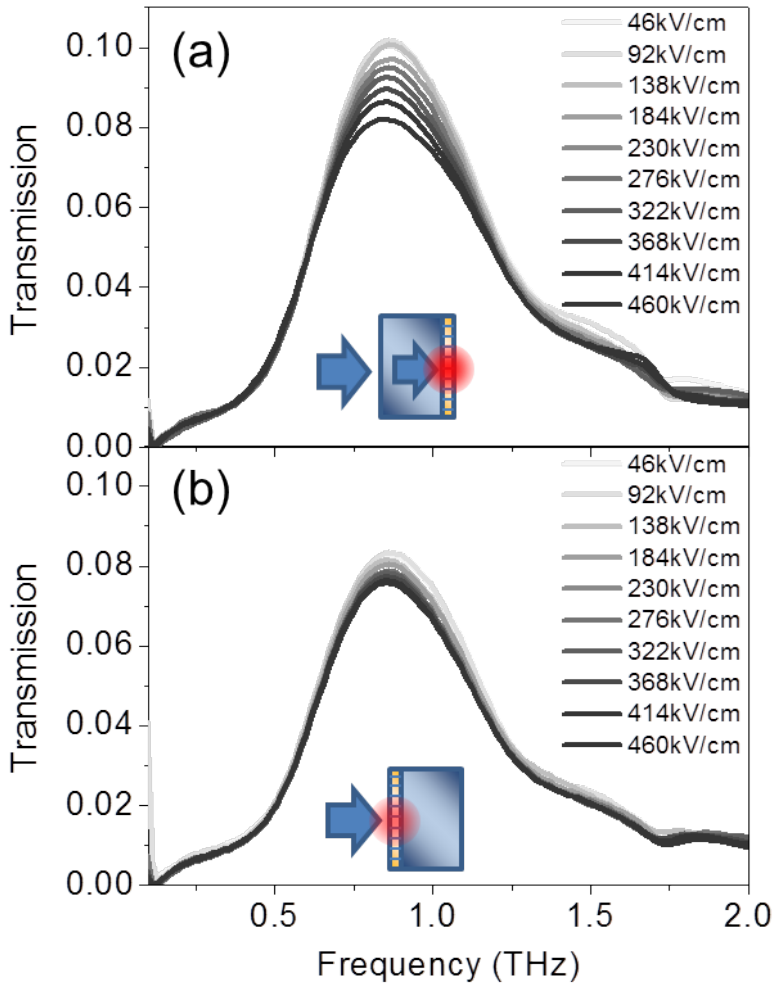 (a)
Transmission
0.10
0.08
0.06
0.04
0.02
0.00
46kV/cm
92kV/cm
138kV/cm
184kV/cm
230kV/cm
276kV/cm
322kV/cm
368kV/cm
414kV/cm
460kV/cm
(b)
Transmission
0.10
0.08
0.06
0.04
0.02
0.00
46kV/cm
92kV/cm
138kV/cm
184kV/cm
230kV/cm
276kV/cm
322kV/cm
368kV/cm
414kV/cm
460kV/cm
0.5 1.0 1.5 2.0
Frequency (THz)